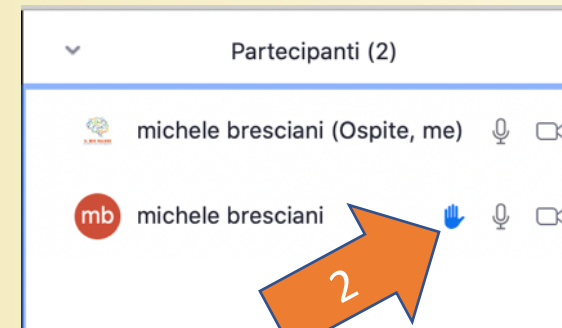 Partecipanti (2)
michele bresciani (Ospite, me)
mb michele bresciani
2